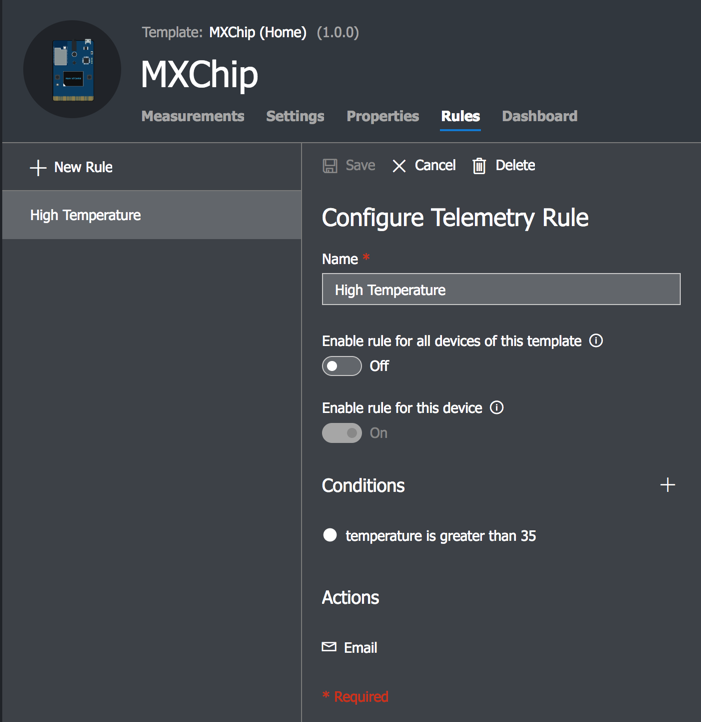 Template: MXChip (Home) (1.0.0)
MXChip
Measurements Settings Properties Rules Dashboard
New Rule
High Temperature
Save Cancel Delete
Configure Telemetry Rule
Name *
High Temperature
Enable rule for all devices of this template
Off
Enable rule for this device
On
Conditions
temperature is greater than 35
Actions
Email
* Required